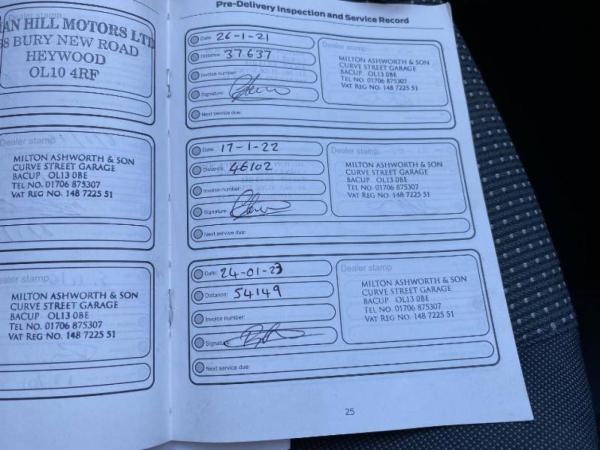 Dealer stamp
AN HILL MOTORS LTD
8 BURY NEW ROAD
HEYWOOD
OL10 4RF
Dealer stamp
MILTON ASHWORTH & SON
CURVE STREET GARAGE
BACUP OL13 0BE
TEL NO. 01706 875307
VAT REG NO. 148 7225 51
Dealer stamp
MILTON ASHWORTH & SON
CURVE STREET GARAGE
BACUP OL13 0BE
TEL NO. 01706 875307
VAT REG NO. 148 7225 51
Pre-Delivery Inspection and Service Record
Date: 26-1-21
Distance: 37637
Invoice number:
Signature:
Next service due:
Dealer stamp
MILTON ASHWORTH & SON
CURVE STREET GARAGE
BACUP OL13 0BE
TEL NO. 01706 875307
VAT REG NO. 148 7225 51
Date: 17-1-22
Distance: 46102
Invoice number:
Signature:
Next service due:
Dealer stamp
MILTON ASHWORTH & SON
CURVE STREET GARAGE
BACUP OL13 0BE
TEL NO. 01706 875307
VAT REG NO. 148 7225 51
Date: 24-01-23
Distance: 54149
Invoice number:
Signature:
Next service due:
Dealer stamp
MILTON ASHWORTH & SON
CURVE STREET GARAGE
BACUP OL13 0BE
TEL NO. 01706 875307
VAT REG NO. 148 7225 51
25